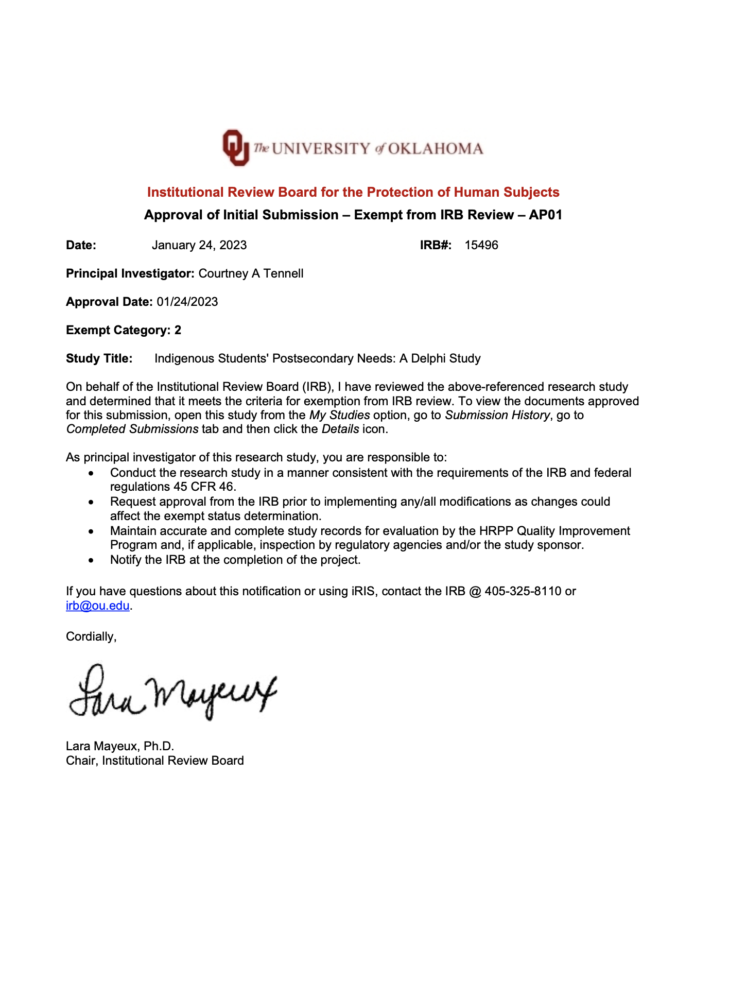 OU The UNIVERSITY of OKLAHOMA
Institutional Review Board for the Protection of Human Subjects
Approval of Initial Submission – Exempt from IRB Review – AP01
Date: January 24, 2023 IRB#: 15496
Principal Investigator: Courtney A Tennell
Approval Date: 01/24/2023
Exempt Category: 2
Study Title: Indigenous Students' Postsecondary Needs: A Delphi Study
On behalf of the Institutional Review Board (IRB), I have reviewed the above-referenced research study
and determined that it meets the criteria for exemption from IRB review. To view the documents approved
for this submission, open this study from the My Studies option, go to Submission History, go to
Completed Submissions tab and then click the Details icon.
As principal investigator of this research study, you are responsible to:
• Conduct the research study in a manner consistent with the requirements of the IRB and federal
regulations 45 CFR 46.
• Request approval from the IRB prior to implementing any/all modifications as changes could
affect the exempt status determination.
• Maintain accurate and complete study records for evaluation by the HRPP Quality Improvement
Program and, if applicable, inspection by regulatory agencies and/or the study sponsor.
• Notify the IRB at the completion of the project.
If you have questions about this notification or using iRIS, contact the IRB @ 405-325-8110 or
irb@ou.edu.
Cordially,
Lara Mayeux
Lara Mayeux, Ph.D.
Chair, Institutional Review Board